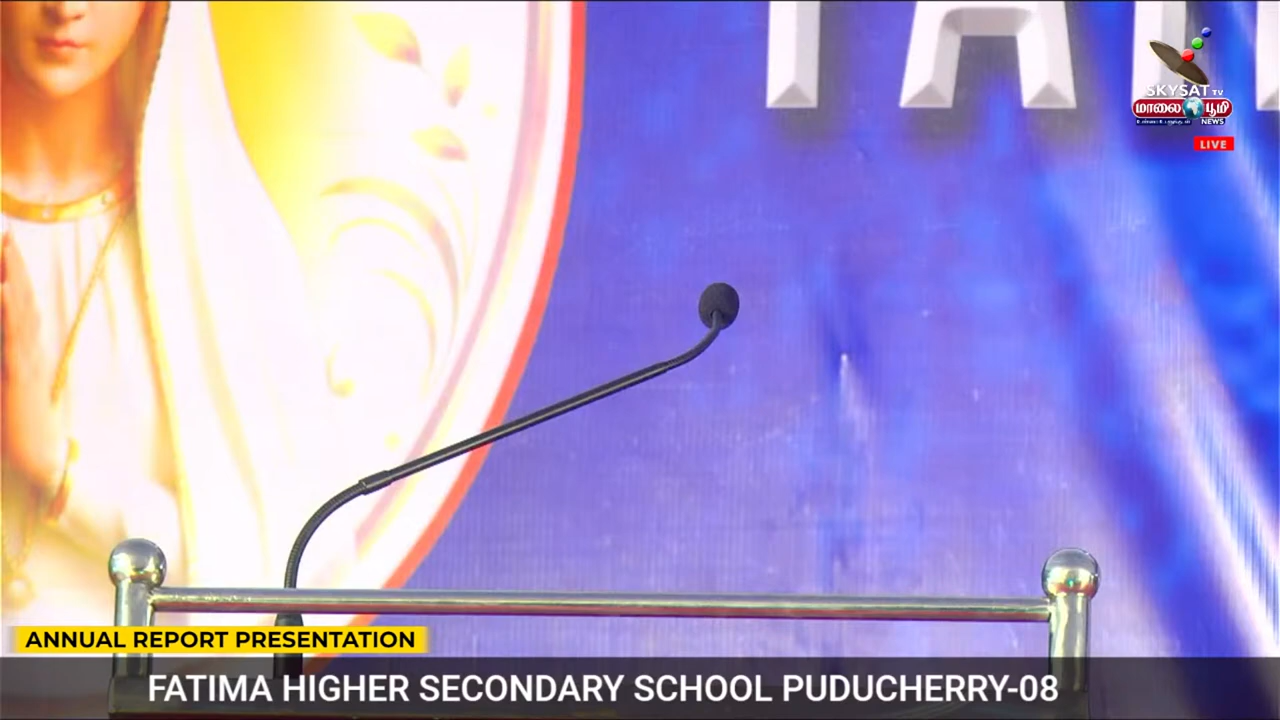 SKYSAT TV
மாலை பூமி
NEWS
LIVE
ANNUAL REPORT PRESENTATION
FATIMA HIGHER SECONDARY SCHOOL PUDUCHERRY-08